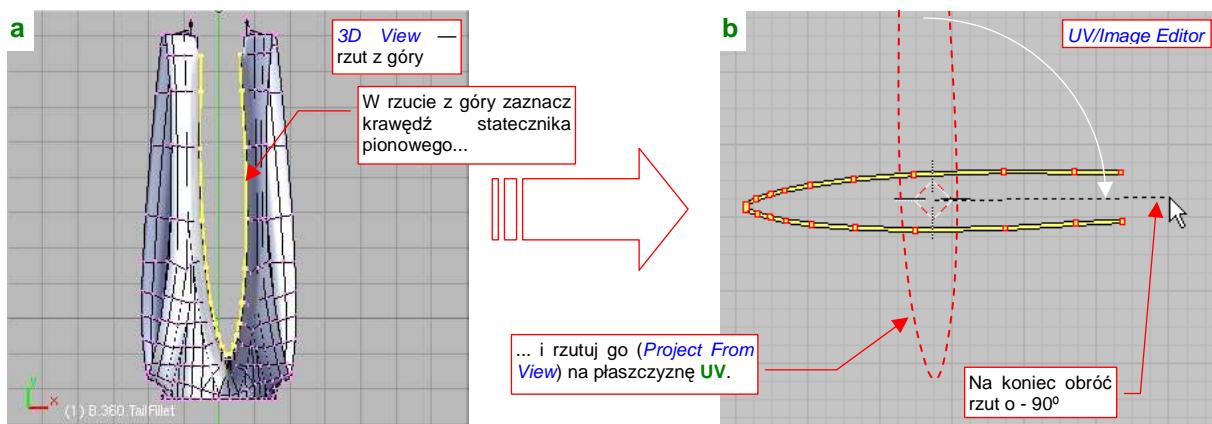 a
3D View —
rzut z góry
W rzucie z góry zaznacz
krawędź statecznika
pionowego...
y
x
(1) B.360.TailFillet
b
UV/Image Editor
... i rzutuj go (Project From
View) na płaszczyznę UV.
Na koniec obróć
rzut o - 90º